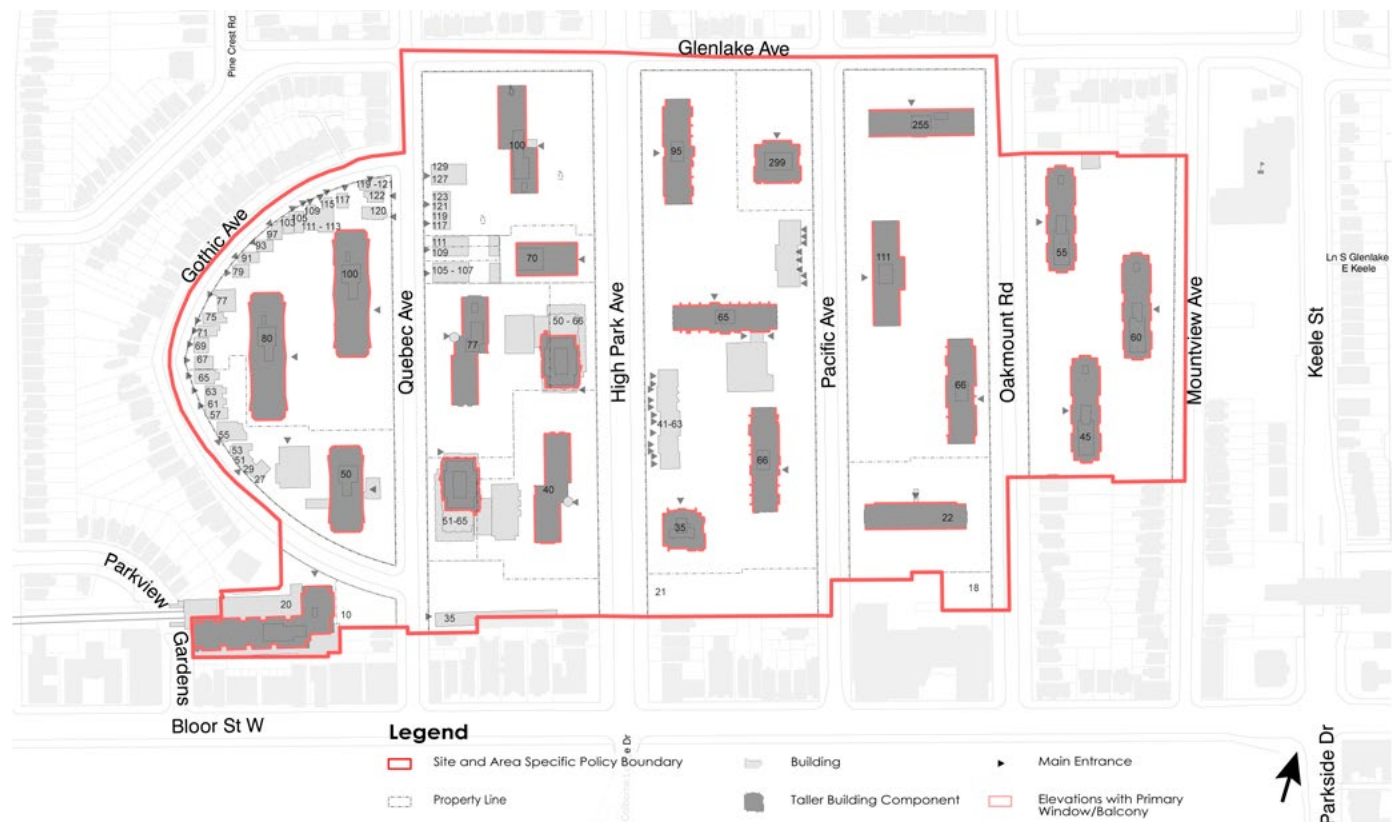 Glenlake Ave
Pine Crest Rd
Gothic Ave
Quebec Ave
High Park Ave
Pacific Ave
Oakmount Rd
Mountview Ave
Keele St
Ln S Glenlake
E Keele
Parkview
Gardens
Bloor St W
Parkside Dr
119 -121
122
120
117
115
109
111 - 113
105
103
97
93
91
79
77
75
71
69
67
65
63
61
57
55
53
51
29
27
100
80
50
20
10
129
127
123
121
119
117
111
109
105 - 107
100
70
77
50 - 66
51-65
40
35
95
299
65
41-63
66
35
21
255
111
66
22
18
55
60
45
Legend
Site and Area Specific Policy Boundary
Property Line
Building
Taller Building Component
Main Entrance
Elevations with Primary
Window/Balcony